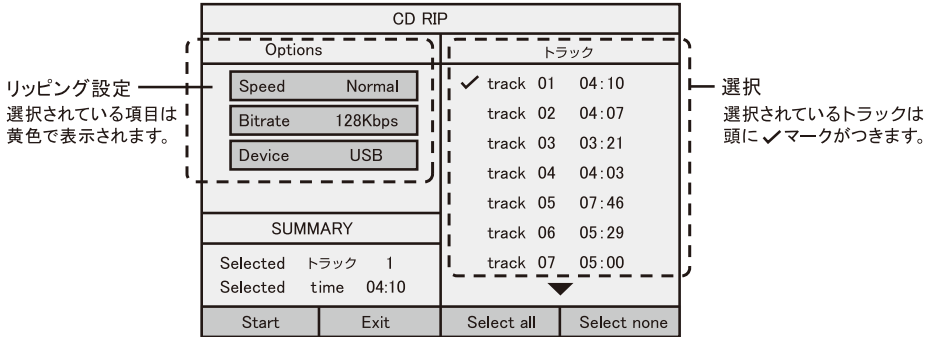 CD RIP
Options
Speed Normal
Bitrate 128Kbps
Device USB
SUMMARY
Selected トラック 1
Selected time 04:10
トラック
✓ track 01 04:10
track 02 04:07
track 03 03:21
track 04 04:03
track 05 07:46
track 06 05:29
track 07 05:00
Start Exit Select all Select none
リッピング設定
選択されている項目は
黄色で表示されます。
選択
選択されているトラックは
頭に✓マークがつきます。